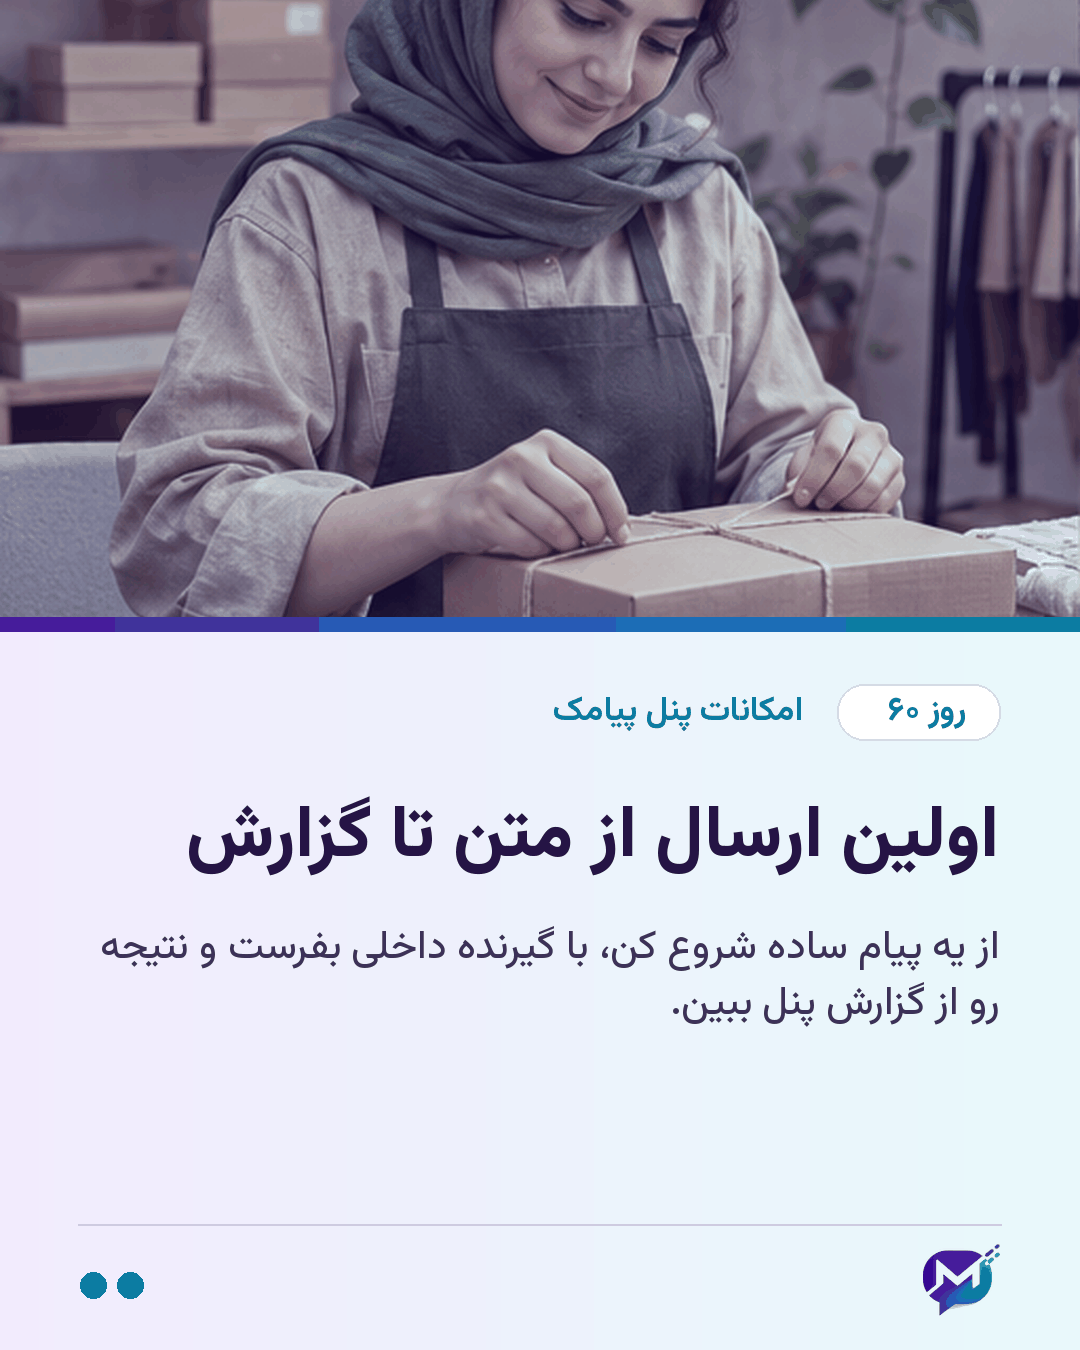 روز ۶۰
امکانات پنل پیامک
اولین ارسال از متن تا گزارش
از یه پیام ساده شروع کن، با گیرنده داخلی بفرست و نتیجه
رو از گزارش پنل ببین.